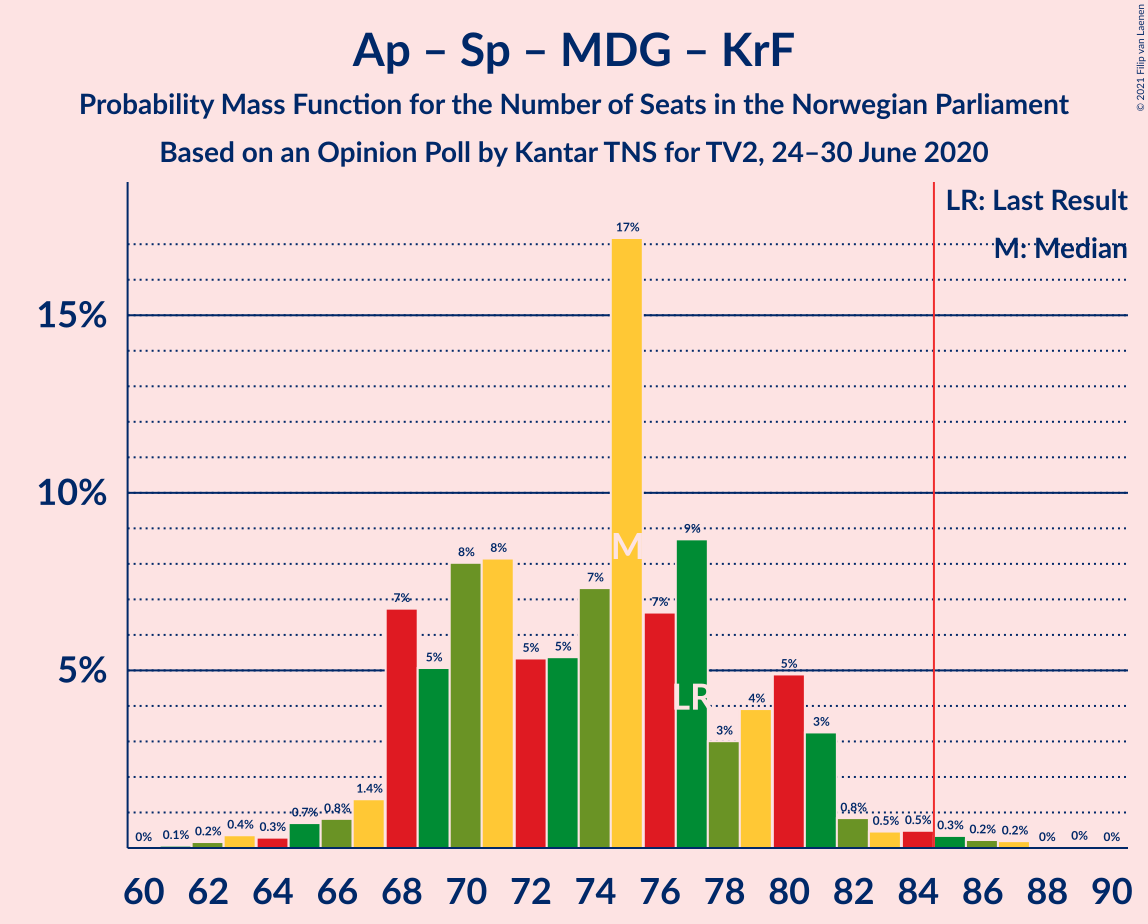 Ap – Sp – MDG – KrF
Probability Mass Function for the Number of Seats in the Norwegian Parliament
Based on an Opinion Poll by Kantar TNS for TV2, 24–30 June 2020
© 2021 Filip van Laenen
LR: Last Result
M: Median
15%
10%
5%
0% 0.1% 0.2% 0.4% 0.3% 0.7% 0.8% 1.4% 7% 5% 8% 8% 5% 5% 7% 17% 7% 9% 3% 4% 5% 3% 0.8% 0.5% 0.5% 0.3% 0.2% 0.2% 0% 0% 0%
M
LR
60 62 64 66 68 70 72 74 76 78 80 82 84 86 88 90